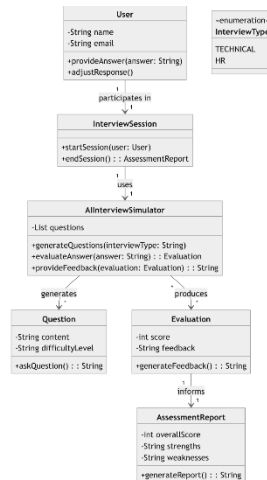 User
-String name
-String email
+provideAnswer(answer: String)
+adjustResponse()
-enumeration-
InterviewType
TECHNICAL
HR
1
participates in
1
InterviewSession
+startSession(user: User)
+endSession() : : AssessmentReport
1
uses
1
AIInterviewSimulator
-List questions
+generateQuestions(interviewType: String)
+evaluateAnswer(answer: String) : : Evaluation
+provideFeedback(evaluation: Evaluation) : : String
generates
produces
Question
-String content
-String difficultyLevel
+askQuestion() : : String
Evaluation
-int score
-String feedback
+generateFeedback() : : String
1
informs
1
AssessmentReport
-int overallScore
-String strengths
-String weaknesses
+generateReport() : : String